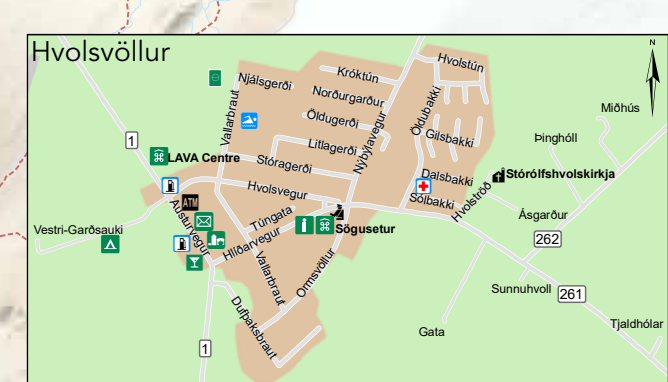 Hvolsvöllur
N
Hvolstún
Króktún
Njálsgerði
Norðurgarður
Miðhús
Öldugerði
Öldubakki
Vallarbraut
Nýbýlavegur
Gilsbakki
Þinghóll
1
Litlagerði
LAVA Centre
Stóragerði
Dalsbakki
Stórólfshvolskirkja
Hvolsvegur
Sólbakki
Hvolströð
ATM
Austurvegur
Túngata
Ásgarður
Vestri-Garðsauki
Hlíðarvegur
Sögusetur
262
Vallarbraut
Ormsvöllur
Sunnuhvoll
261
Dufþaksbraut
Gata
Tjaldhólar
1